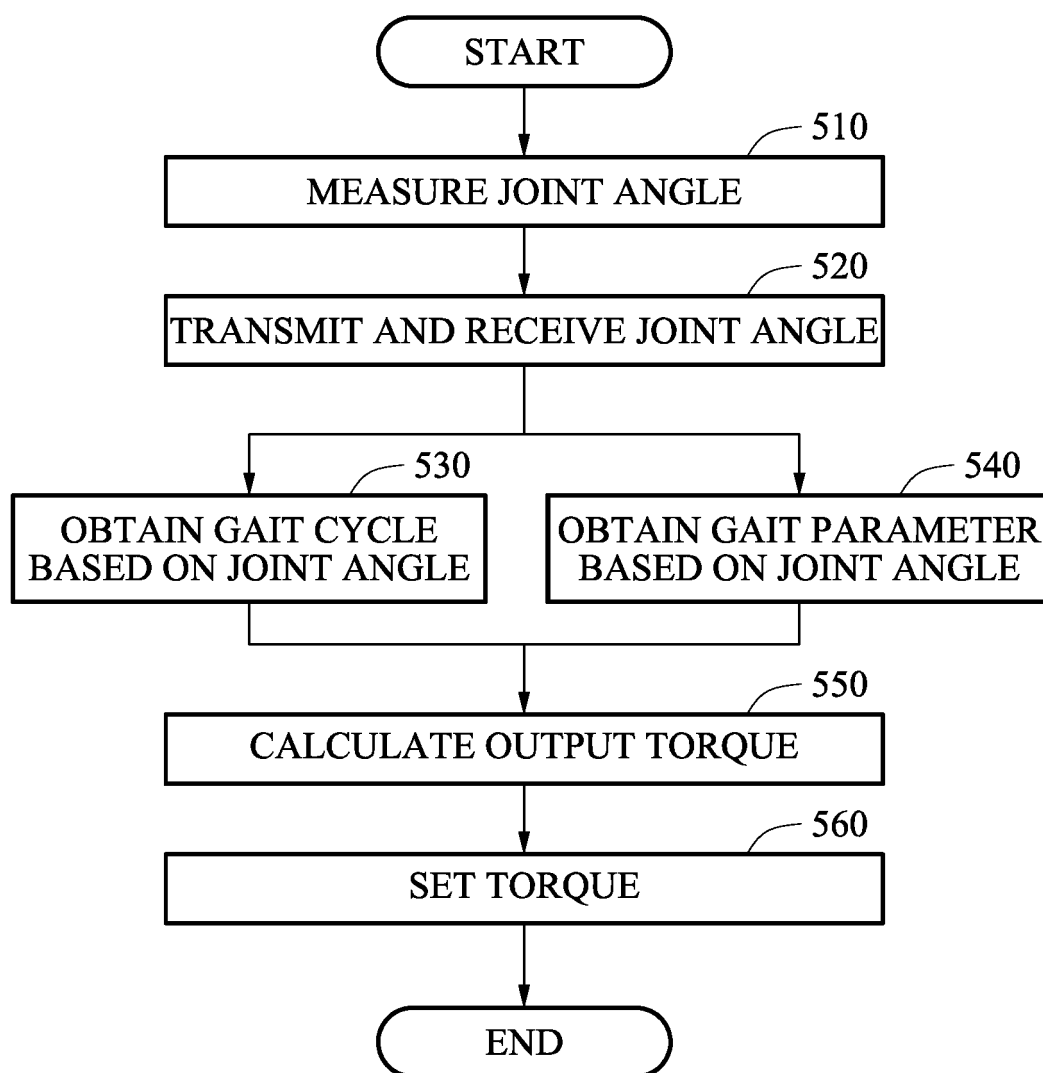 START
510
MEASURE JOINT ANGLE
520
TRANSMIT AND RECEIVE JOINT ANGLE
530
OBTAIN GAIT CYCLE
BASED ON JOINT ANGLE
540
OBTAIN GAIT PARAMETER
BASED ON JOINT ANGLE
550
CALCULATE OUTPUT TORQUE
560
SET TORQUE
END